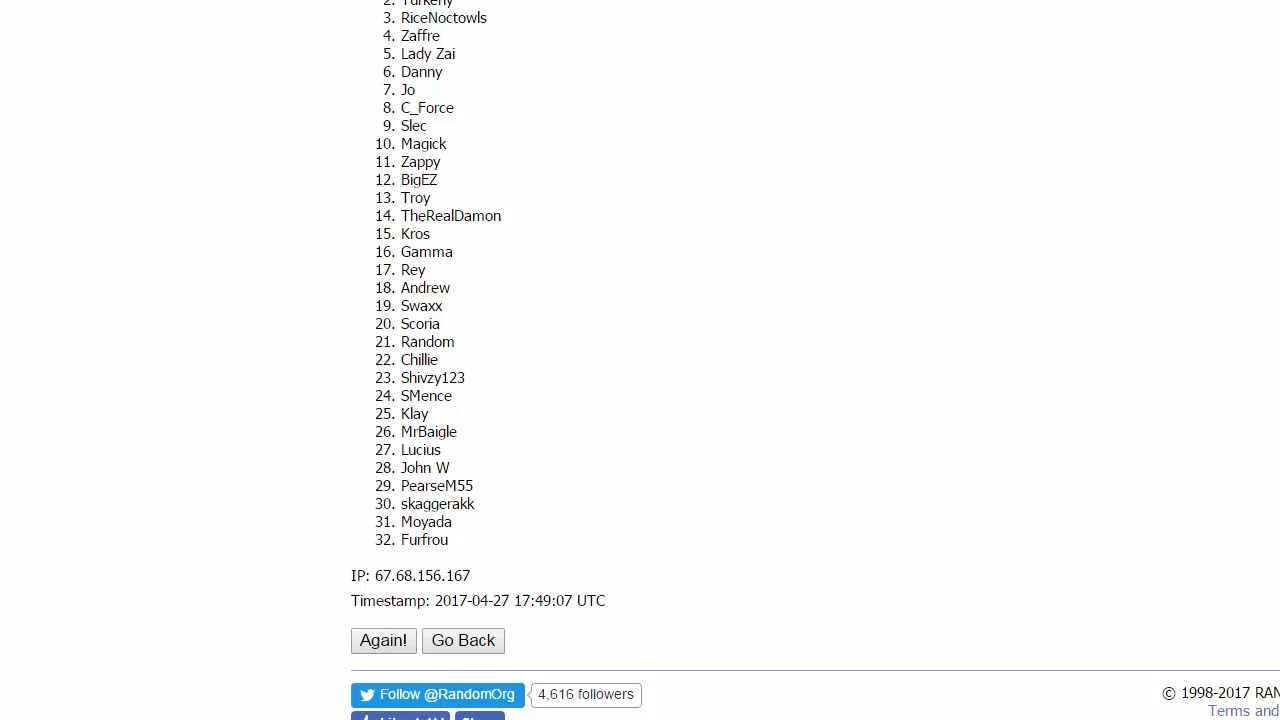 3. RiceNoctowls
4. Zaffre
5. Lady Zai
6. Danny
7. Jo
8. C_Force
9. Slec
10. Magick
11. Zappy
12. BigEZ
13. Troy
14. TheRealDamon
15. Kros
16. Gamma
17. Rey
18. Andrew
19. Swaxx
20. Scoria
21. Random
22. Chillie
23. Shivzy123
24. SMence
25. Klay
26. MrBaigle
27. Lucius
28. John W
29. PearseM55
30. skaggerakk
31. Moyada
32. Furfrou
IP: 67.68.156.167
Timestamp: 2017-04-27 17:49:07 UTC
Again! Go Back
Follow @RandomOrg 4,616 followers
© 1998-2017 RAN
Terms and